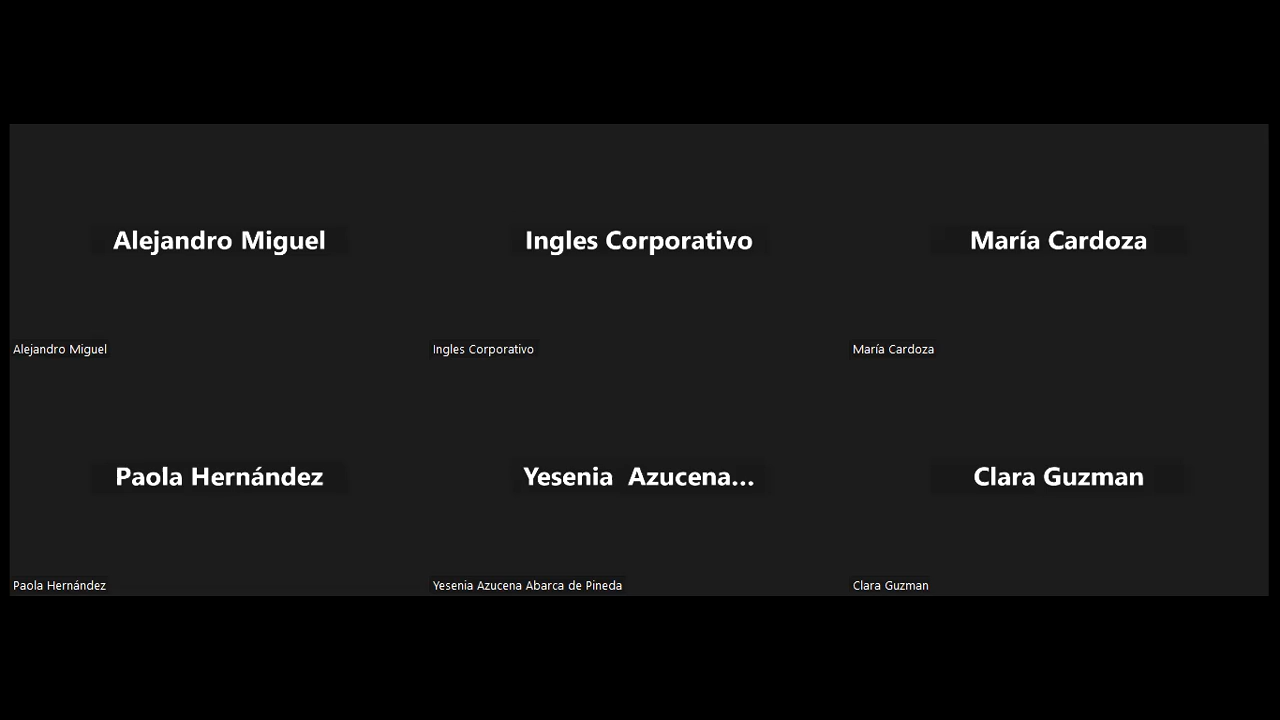 Alejandro Miguel
Ingles Corporativo
María Cardoza
Alejandro Miguel
Ingles Corporativo
María Cardoza
Paola Hernández
Yesenia  Azucena...
Clara Guzman
Paola Hernández
Yesenia Azucena Abarca de Pineda
Clara Guzman